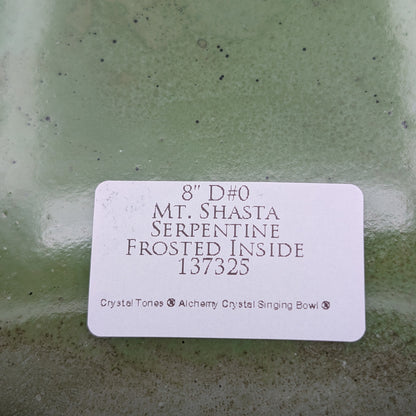 8" D#0
Mt. Shasta
Serpentine
Frosted Inside
137325
Crystal Tones ® Alchemy Crystal Singing Bowl ®